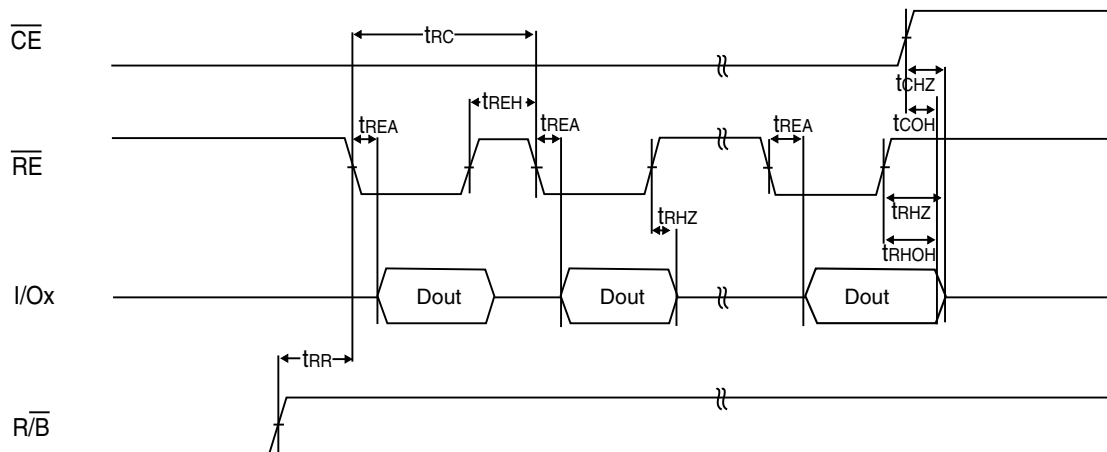 CE
tRC
tCHZ
tREH
tCOH
tREA
tREA
tREA
RE
tRHZ
tRHZ
tRHOH
I/Ox
Dout
Dout
Dout
tRR
R/B